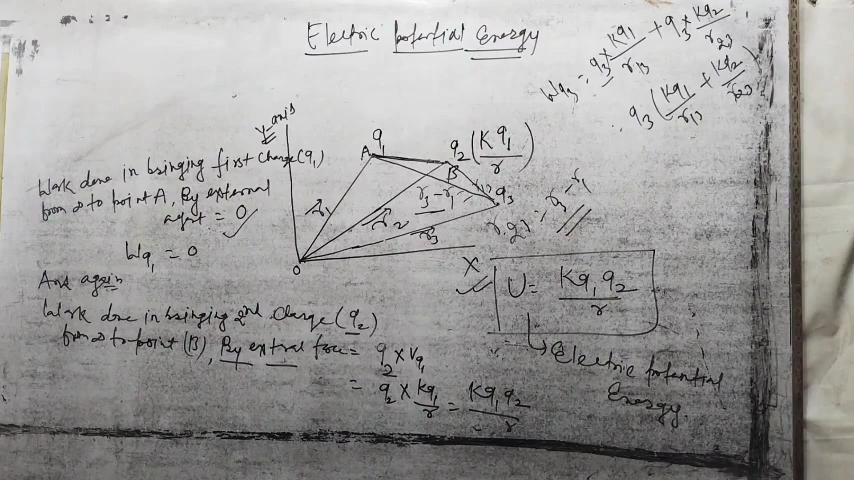 Electric potential Energy
Wq₃ = q₃ × Kq₁/r₁₃ + q₃ × Kq₂/r₂₃
q₃ (Kq₁/r₁₃ + Kq₂/r₂₃)
Y-axis
A q₁
q₂ (Kq₁/r)
B
q₃
r₃ - r₁
r₁
r₂
r₃
r₂₃ = r₃ - r₁
O
X
Work done in bringing first charge (q₁)
from ∞ to point A, By external
agent = 0
Wq₁ = 0
And again
Work done in bringing 2nd charge (q₂)
from ∞ to point (B), By extrnal force = q₂ × Vq₁
= q₂ × Kq₁/r = Kq₁q₂/r
U = Kq₁q₂/r
Electric potential
Energy.